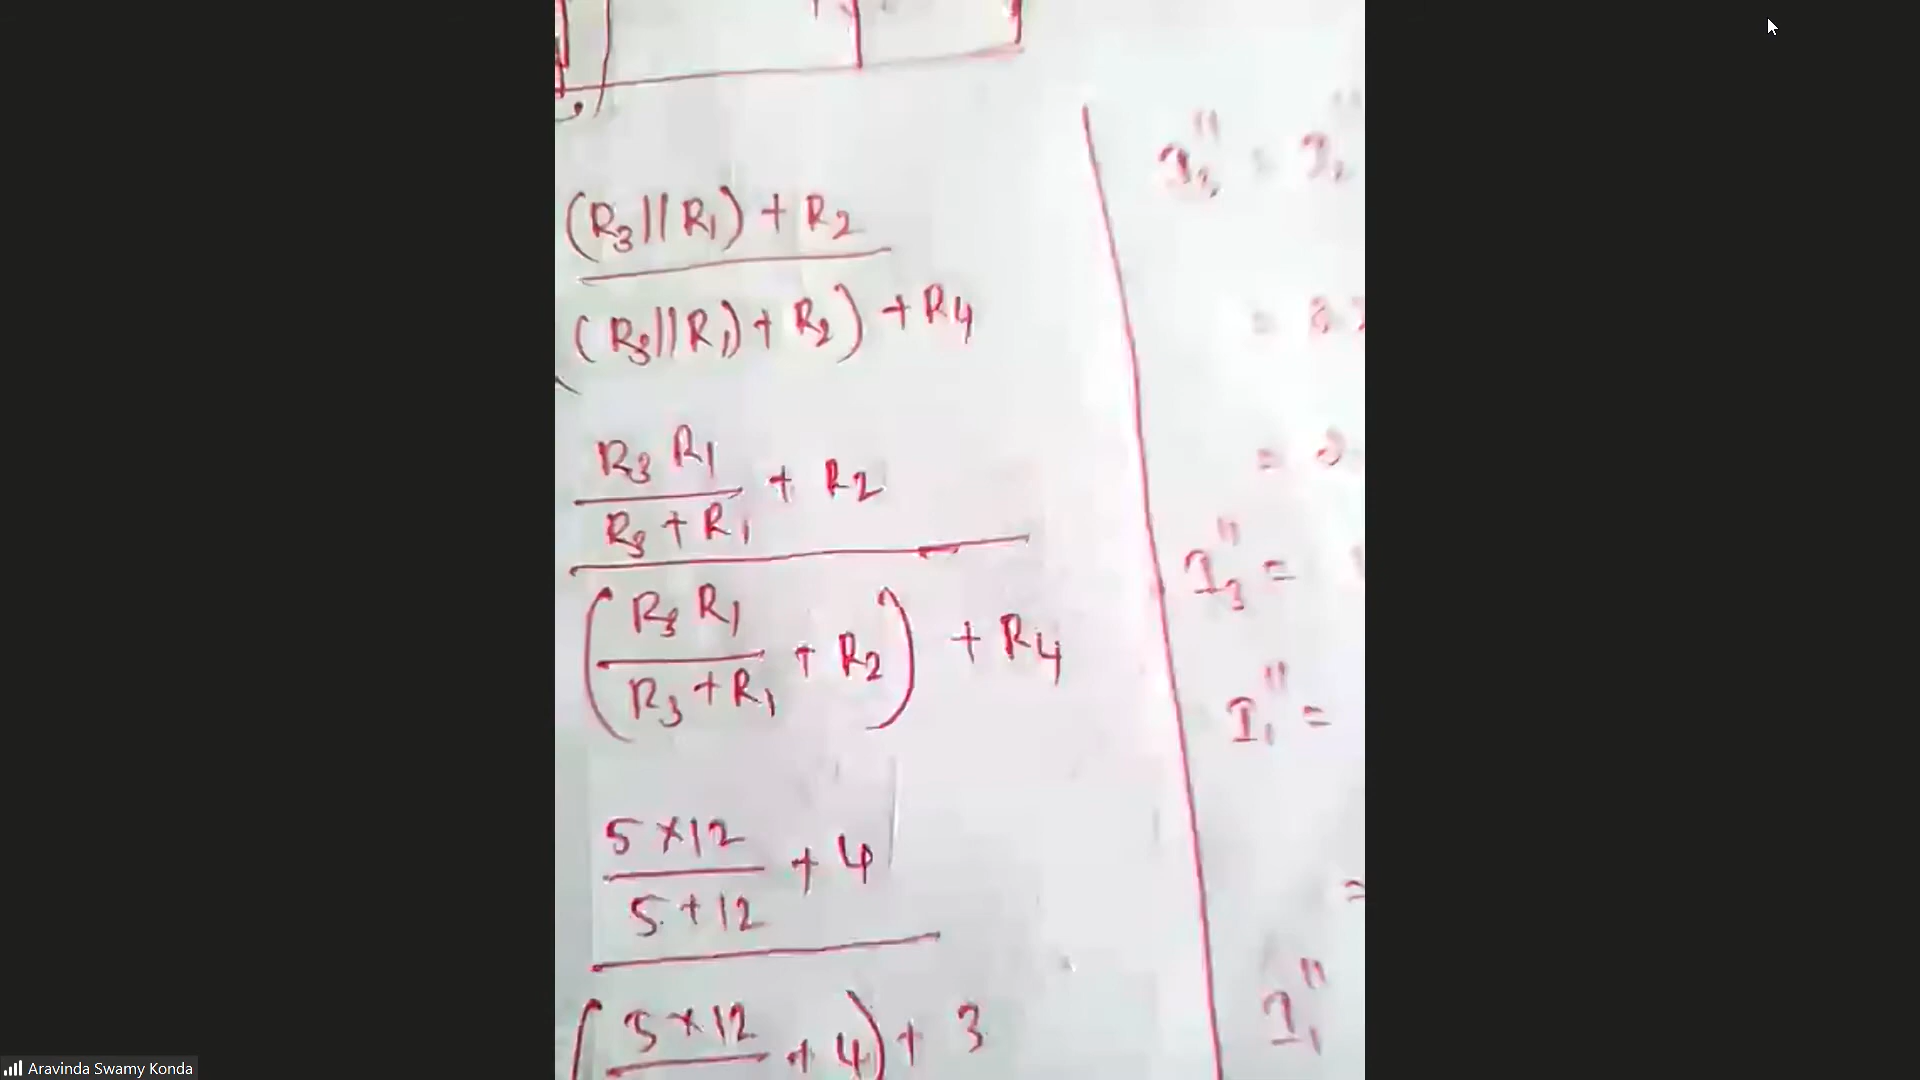 (R3||R1) + R2
(R3||R1) + R2) + R4
R3 R1
R3 + R1
+ R2
(R3 R1
R3 + R1
+ R2) + R4
5 × 12
5 + 12
+ 4
(5 × 12
+ 4) + 3
I2'' =
I3'' =
I1'' =
=
I1''
Aravinda Swamy Konda